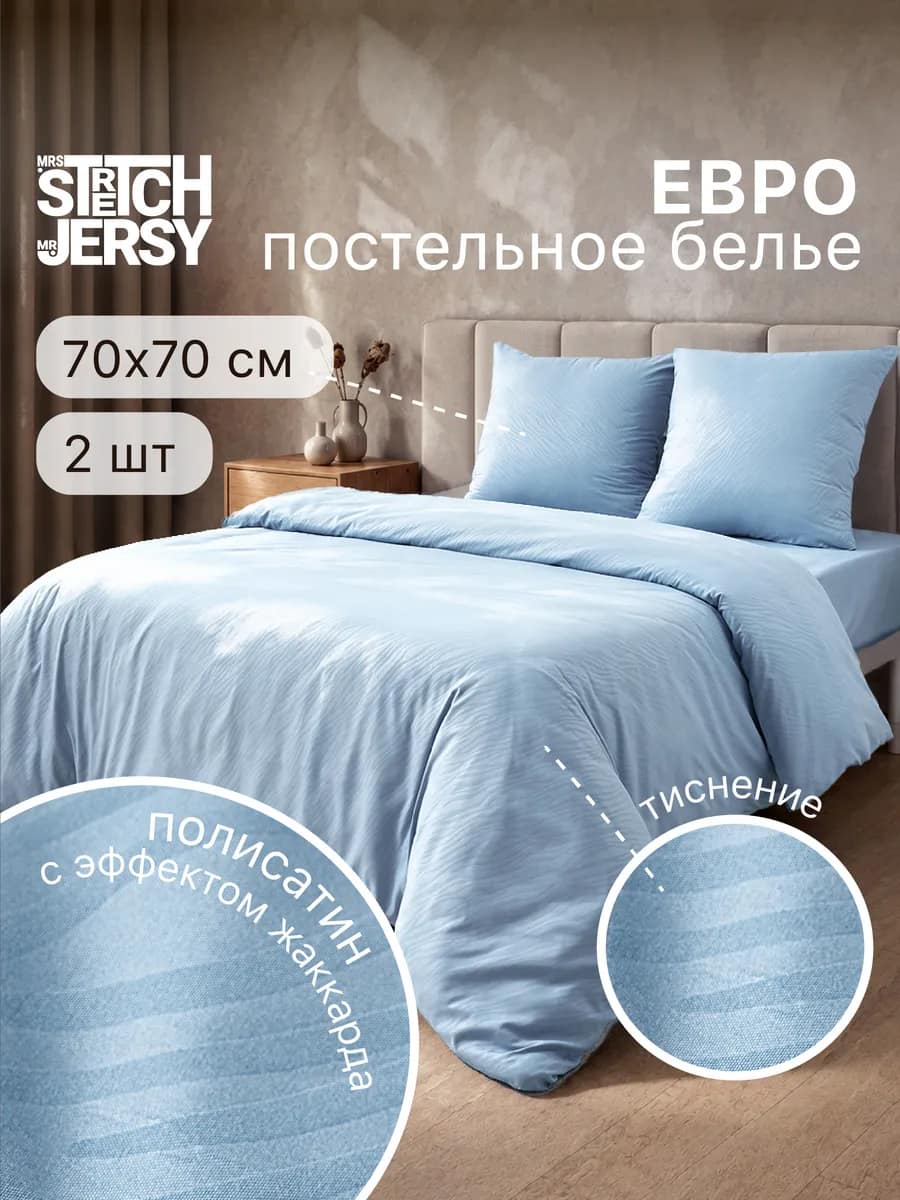 MRS.
STRETCH
MR.
JERSY
ЕВРО
постельное белье
70x70 см
2 шт
тиснение
полисатин
с эффектом жаккарда